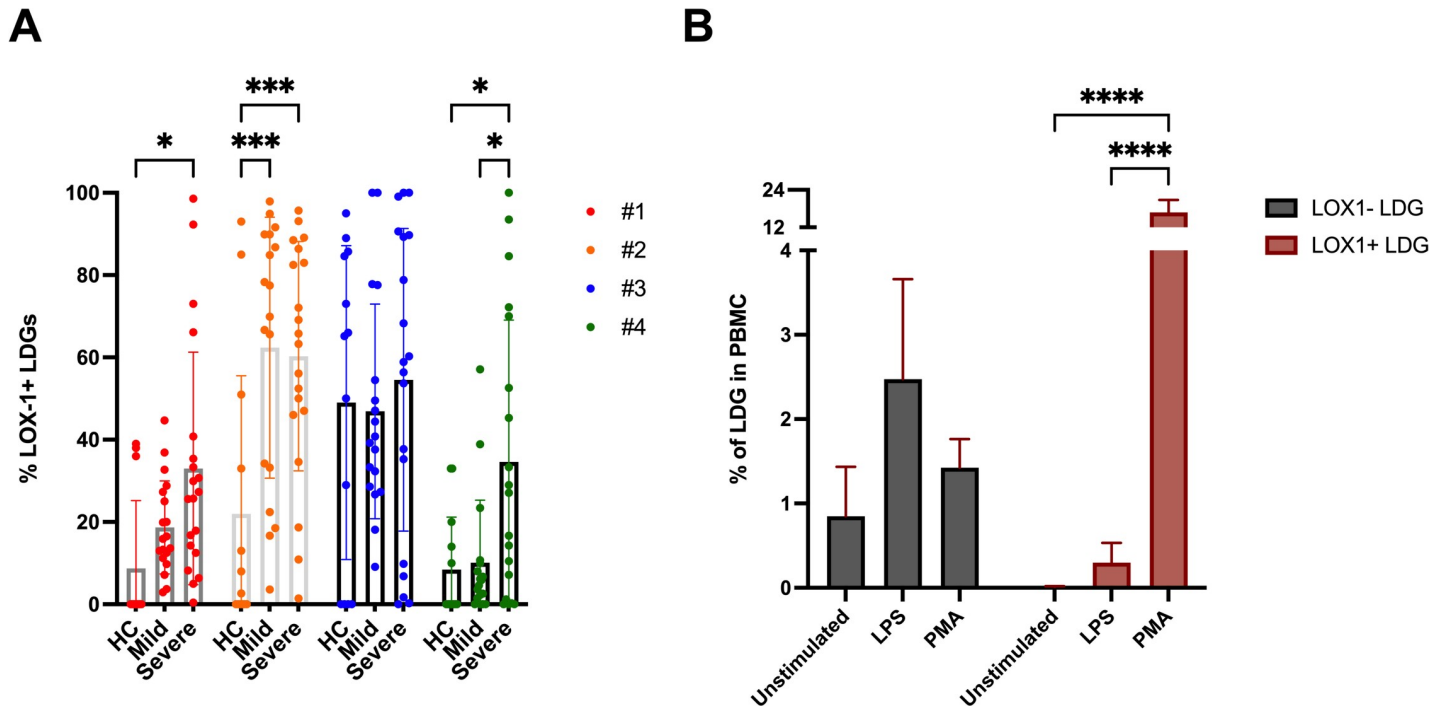 A
*
***
***
*
*
% LOX-1+ LDGs
100
80
60
40
20
0
HC
Mild
Severe
HC
Mild
Severe
HC
Mild
Severe
HC
Mild
Severe
#1
#2
#3
#4
B
****
****
% of LDG in PBMC
24
12
4
3
2
1
0
Unstimulated
LPS
PMA
Unstimulated
LPS
PMA
LOX1- LDG
LOX1+ LDG